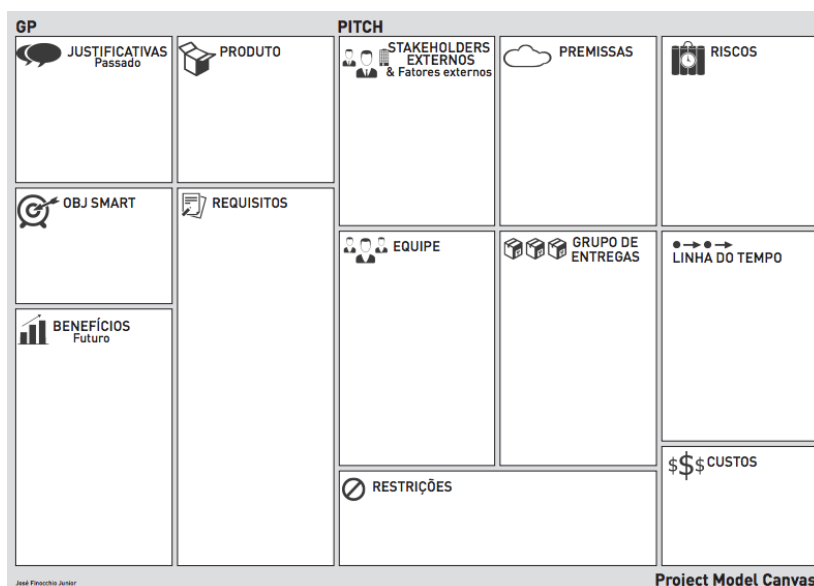 GP
PITCH
JUSTIFICATIVAS
Passado
PRODUTO
STAKEHOLDERS
EXTERNOS
& Fatores externos
PREMISSAS
RISCOS
OBJ SMART
REQUISITOS
EQUIPE
GRUPO DE
ENTREGAS
LINHA DO TEMPO
BENEFÍCIOS
Futuro
RESTRIÇÕES
$$$ CUSTOS
José Finocchio Junior
Project Model Canvas